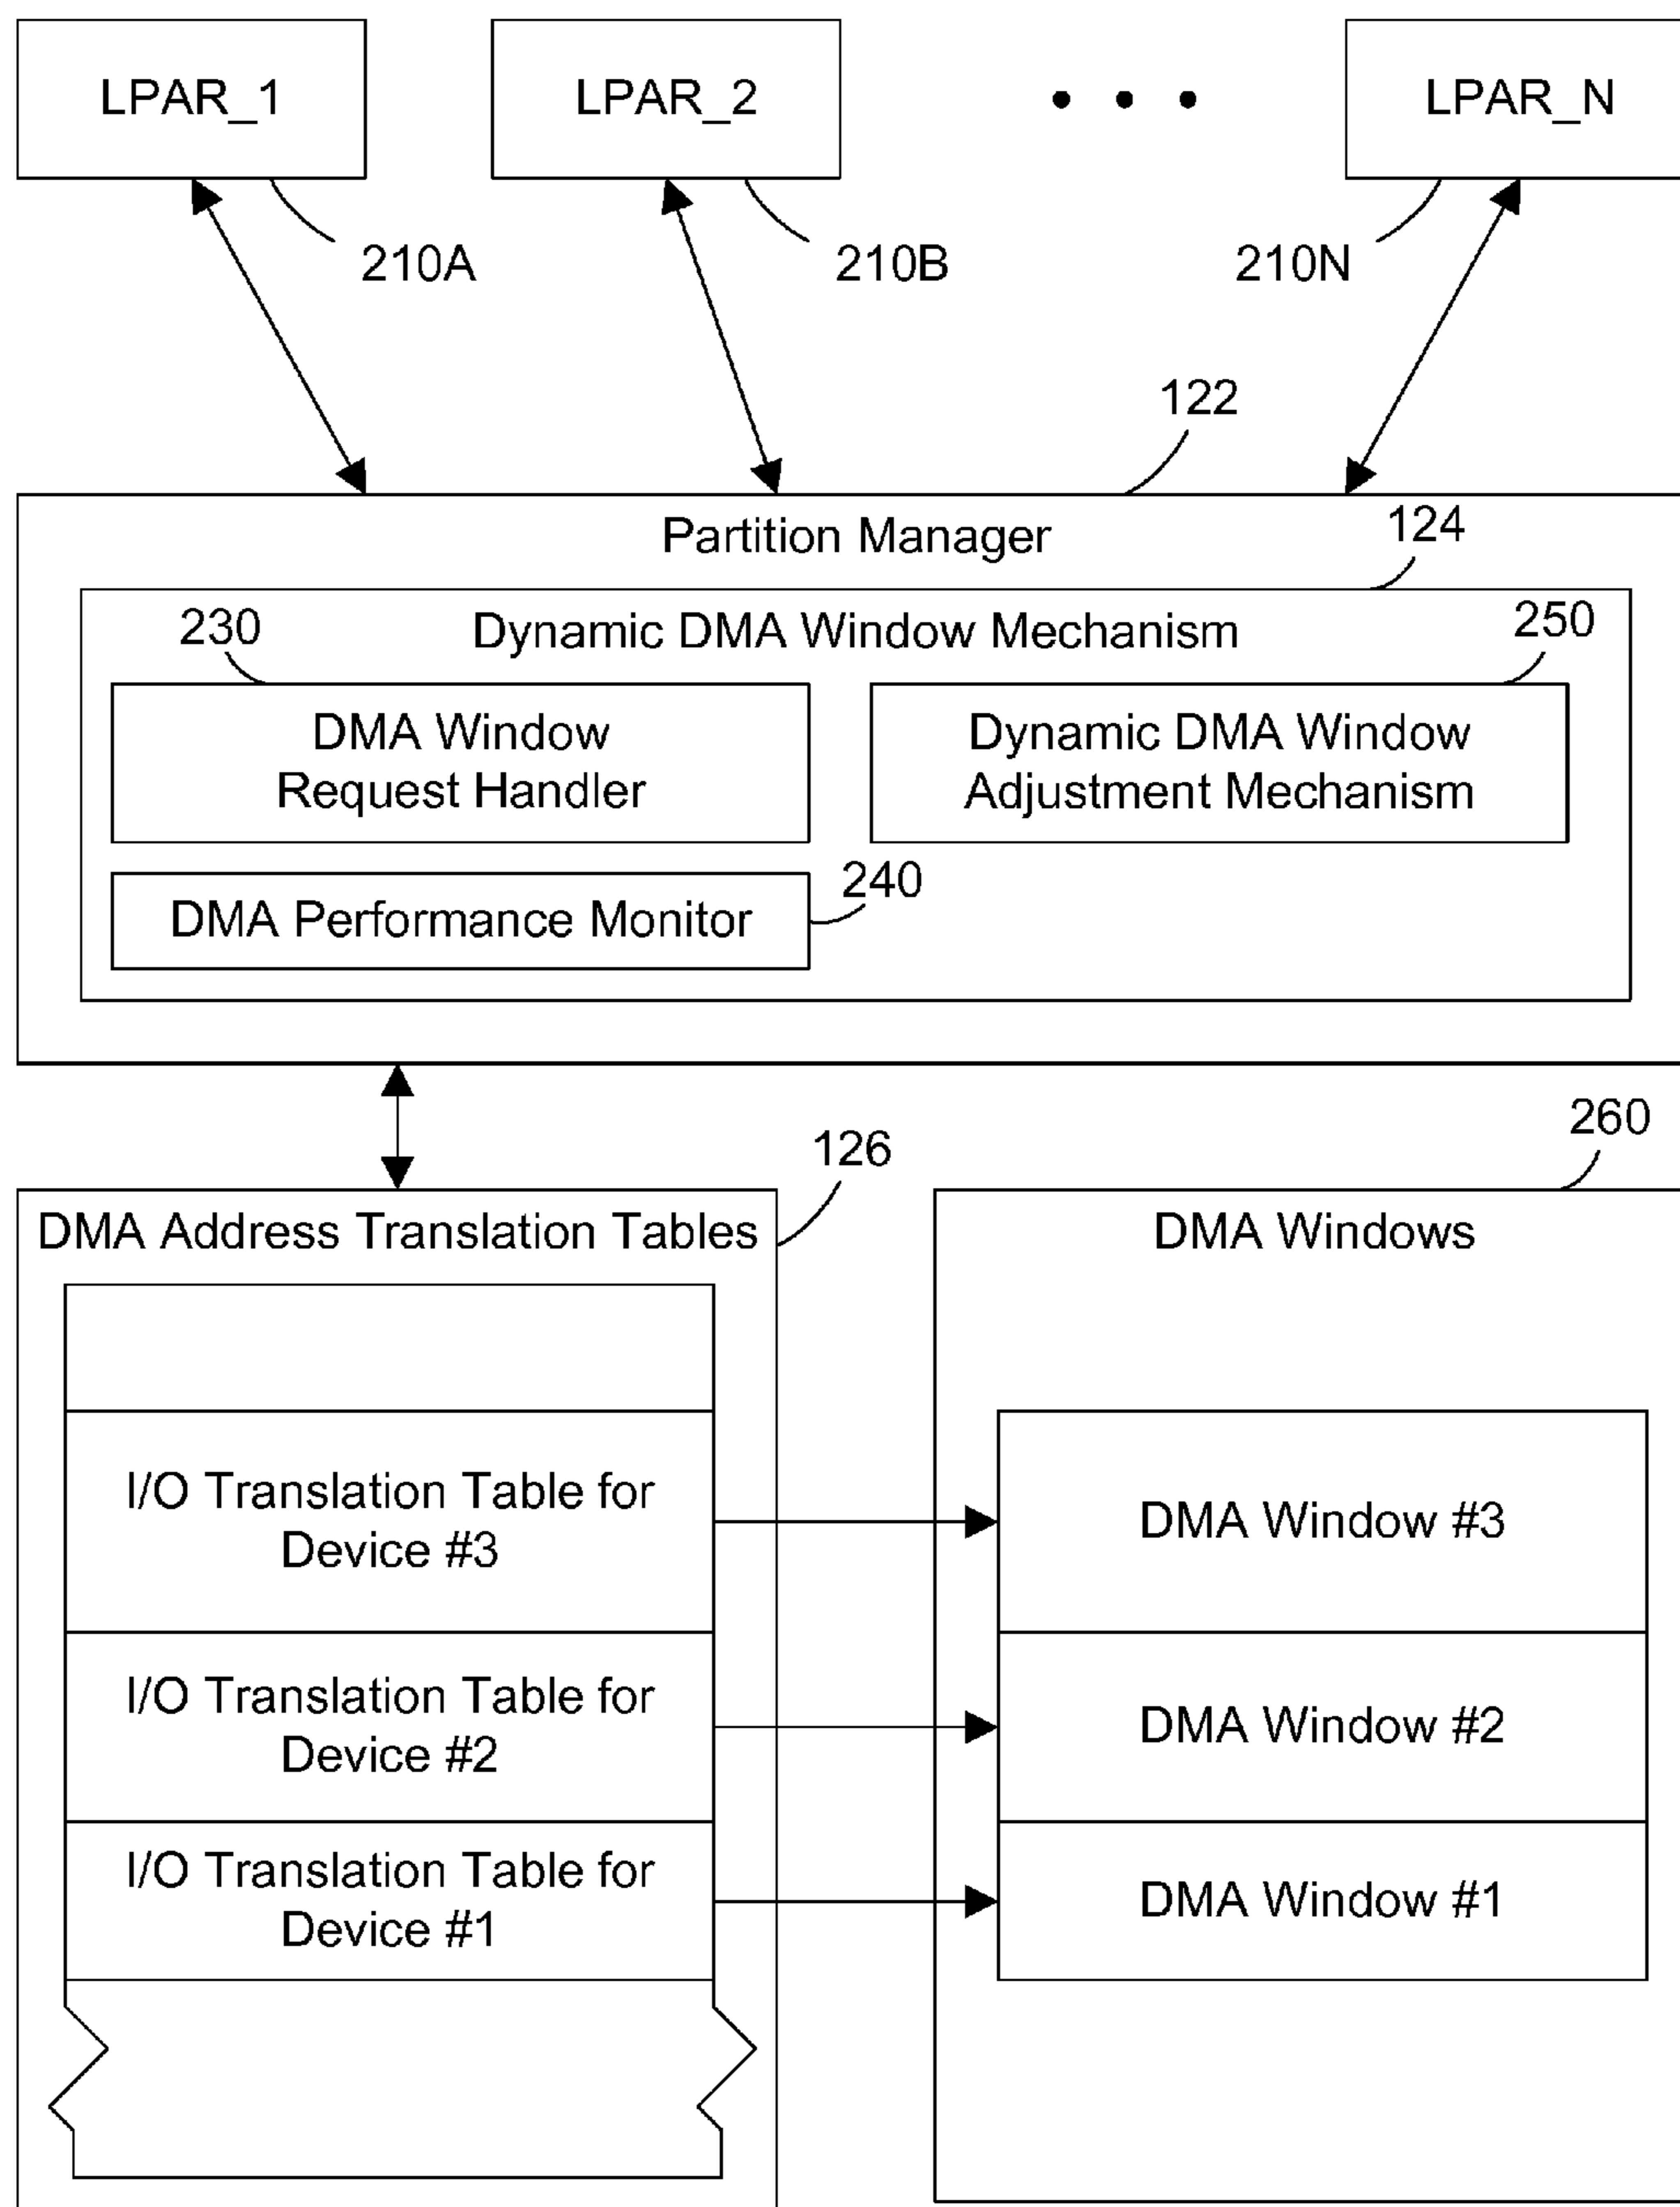 LPAR_1
LPAR_2
LPAR_N
210A
210B
210N
122
Partition Manager
124
230
Dynamic DMA Window Mechanism
250
DMA Window
Request Handler
Dynamic DMA Window
Adjustment Mechanism
240
DMA Performance Monitor
260
126
DMA Address Translation Tables
DMA Windows
I/O Translation Table for
Device #3
DMA Window #3
I/O Translation Table for
Device #2
DMA Window #2
I/O Translation Table for
Device #1
DMA Window #1